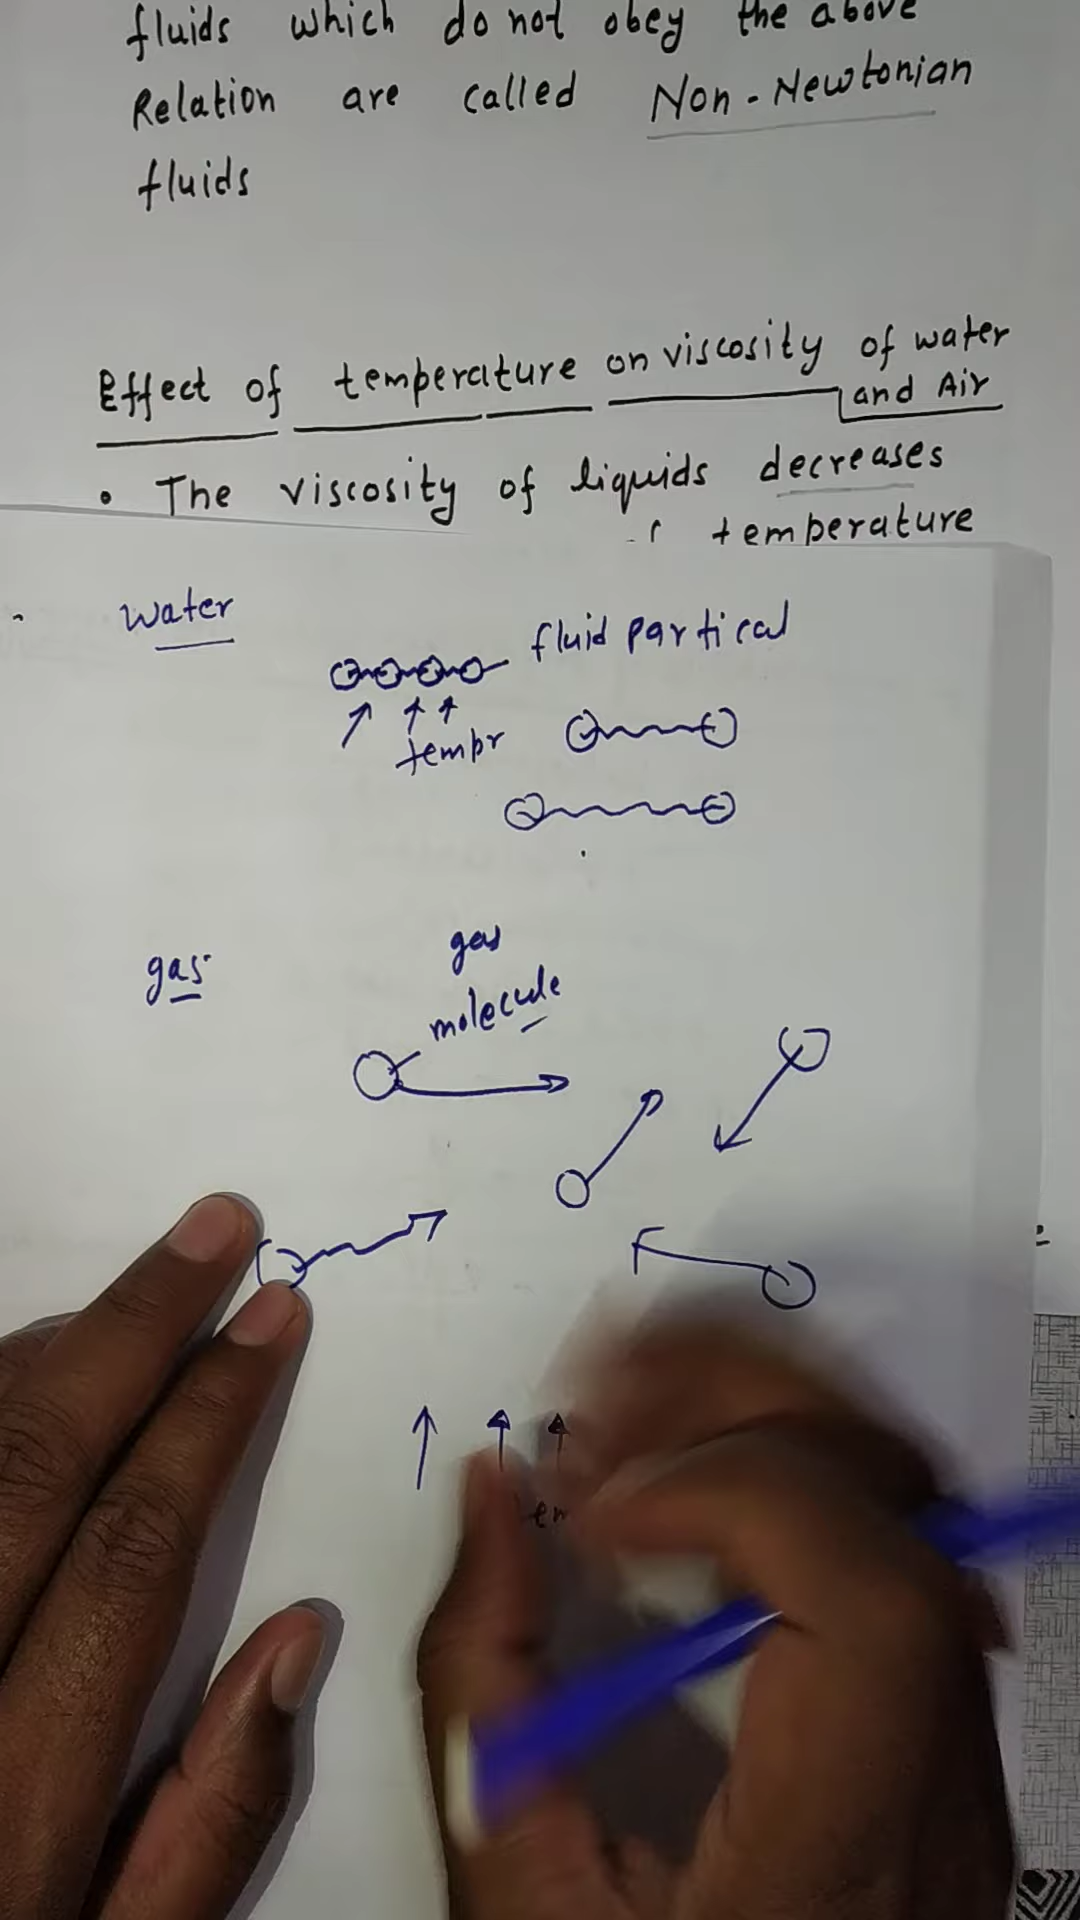 fluids which do not obey the above
Relation are called Non-Newtonian
fluids
Effect of temperature on viscosity of water
and Air
• The viscosity of liquids decreases
temperature
water
fluid partical
tempr
gas
gas
molecule